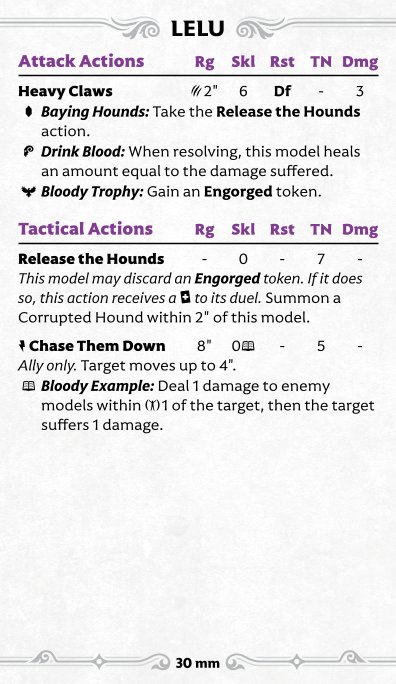 LELU
Attack Actions Rg Skl Rst TN Dmg
Heavy Claws 2" 6 Df - 3
Baying Hounds: Take the Release the Hounds
action.
Drink Blood: When resolving, this model heals
an amount equal to the damage suffered.
Bloody Trophy: Gain an Engorged token.
Tactical Actions Rg Skl Rst TN Dmg
Release the Hounds - 0 - 7 -
This model may discard an Engorged token. If it does
so, this action receives a to its duel. Summon a
Corrupted Hound within 2" of this model.
Chase Them Down 8" 0 - 5 -
Ally only. Target moves up to 4".
Bloody Example: Deal 1 damage to enemy
models within 1 of the target, then the target
suffers 1 damage.
30 mm